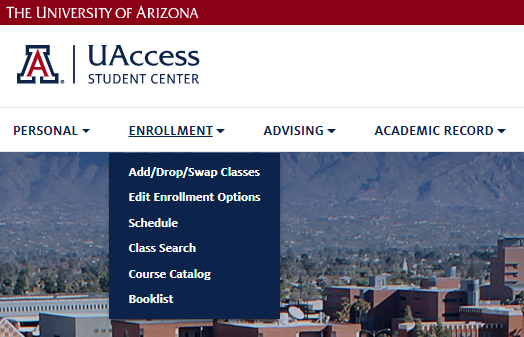 THE UNIVERSITY OF ARIZONA
A
UAccess
STUDENT CENTER
PERSONAL ENROLLMENT ADVISING ACADEMIC RECORD
Add/Drop/Swap Classes
Edit Enrollment Options
Schedule
Class Search
Course Catalog
Booklist